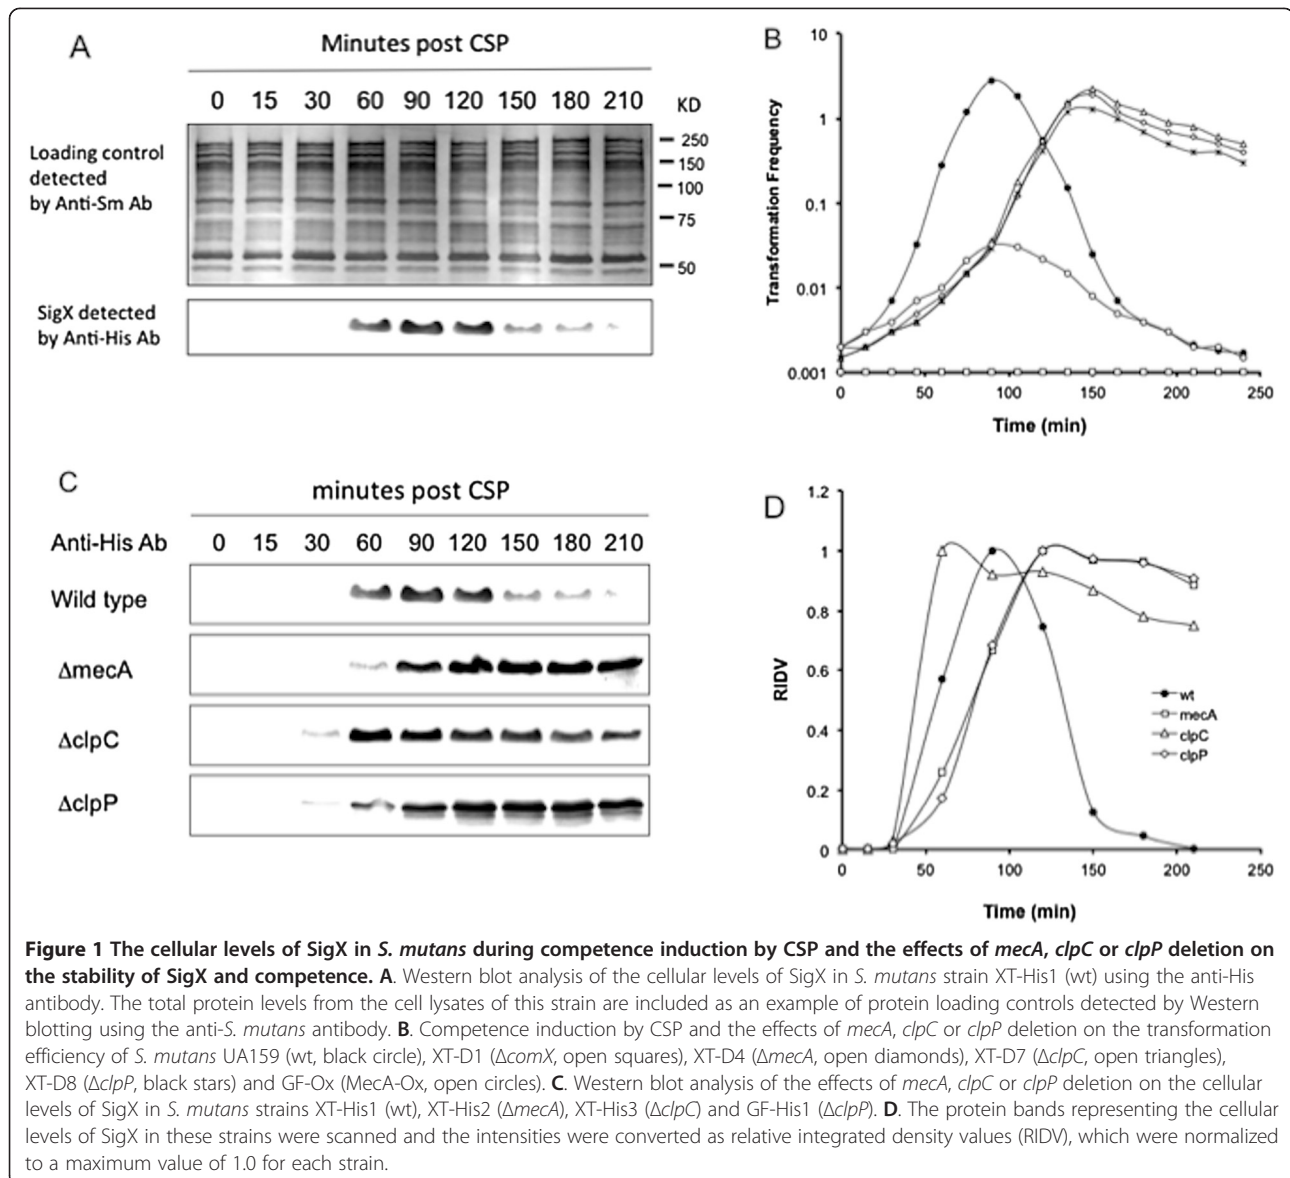 A
Minutes post CSP
0 15 30 60 90 120 150 180 210 KD
Loading control
detected
by Anti-Sm Ab
250
150
100
75
50
SigX detected
by Anti-His Ab
B
Transformation Frequency
10
1
0.1
0.01
0.001
0 50 100 150 200 250
Time (min)
C
minutes post CSP
Anti-His Ab 0 15 30 60 90 120 150 180 210
Wild type
ΔmecA
ΔclpC
ΔclpP
D
RIDV
1.2
1
0.8
0.6
0.4
0.2
0
wt
mecA
clpC
clpP
0 50 100 150 200 250
Time (min)
Figure 1 The cellular levels of SigX in S. mutans during competence induction by CSP and the effects of mecA, clpC or clpP deletion on
the stability of SigX and competence. A. Western blot analysis of the cellular levels of SigX in S. mutans strain XT-His1 (wt) using the anti-His
antibody. The total protein levels from the cell lysates of this strain are included as an example of protein loading controls detected by Western
blotting using the anti-S. mutans antibody. B. Competence induction by CSP and the effects of mecA, clpC or clpP deletion on the transformation
efficiency of S. mutans UA159 (wt, black circle), XT-D1 (ΔcomX, open squares), XT-D4 (ΔmecA, open diamonds), XT-D7 (ΔclpC, open triangles),
XT-D8 (ΔclpP, black stars) and GF-Ox (MecA-Ox, open circles). C. Western blot analysis of the effects of mecA, clpC or clpP deletion on the cellular
levels of SigX in S. mutans strains XT-His1 (wt), XT-His2 (ΔmecA), XT-His3 (ΔclpC) and GF-His1 (ΔclpP). D. The protein bands representing the cellular
levels of SigX in these strains were scanned and the intensities were converted as relative integrated density values (RIDV), which were normalized
to a maximum value of 1.0 for each strain.